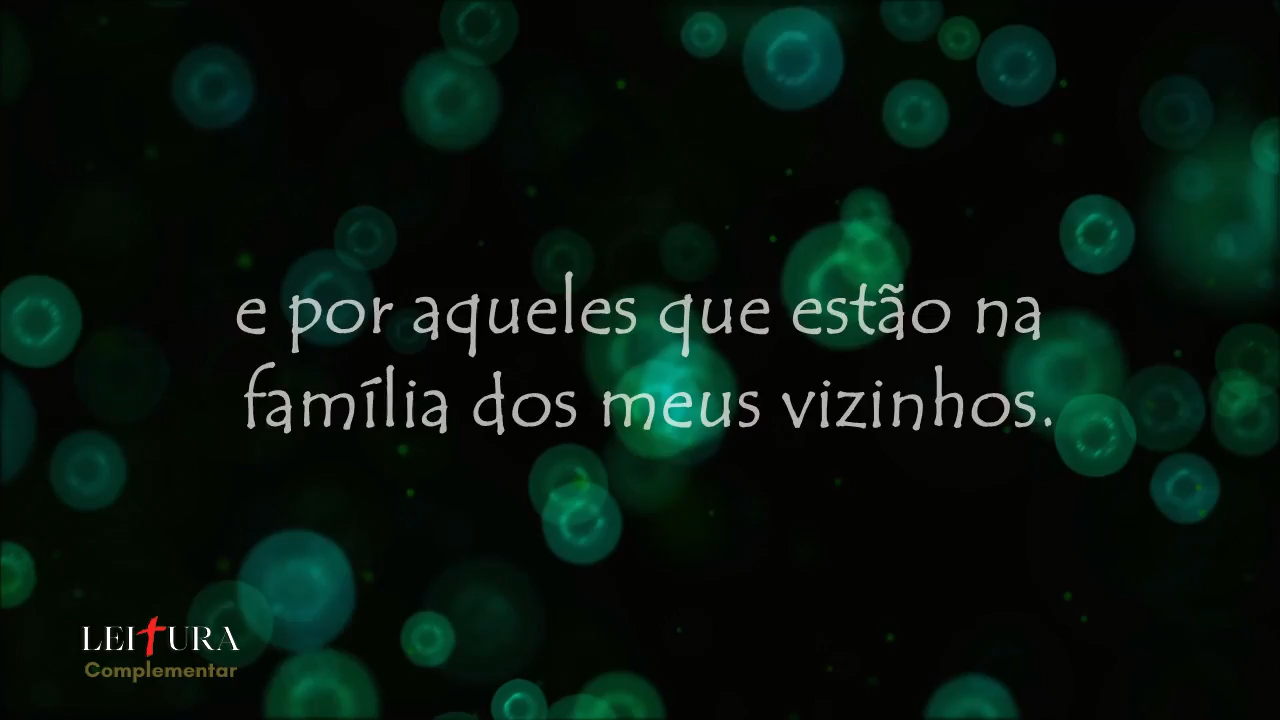 e por aqueles que estão na
família dos meus vizinhos.
LEITURA
Complementar